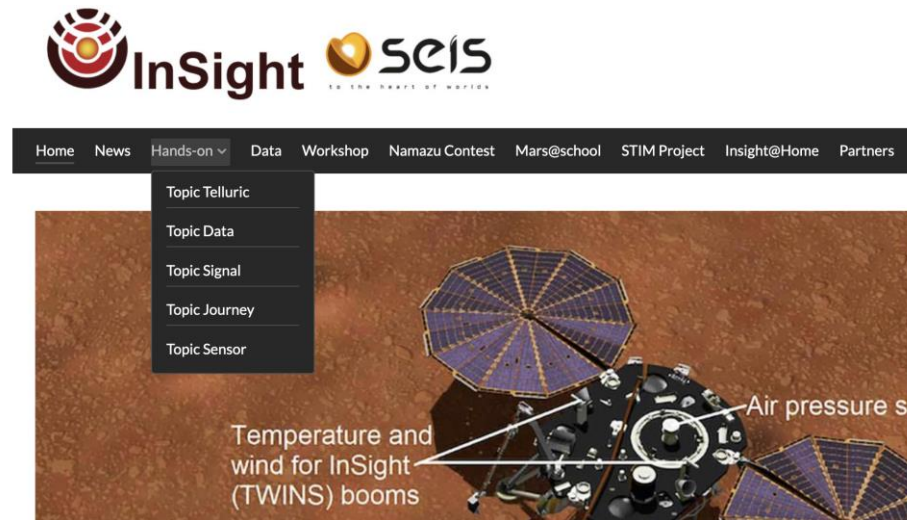 InSight
seis
to the heart of worlds
Home News Hands-on Data Workshop Namazu Contest Mars@school STIM Project Insight@Home Partners
Topic Telluric
Topic Data
Topic Signal
Topic Journey
Topic Sensor
Air pressure s
Temperature and
wind for InSight
(TWINS) booms